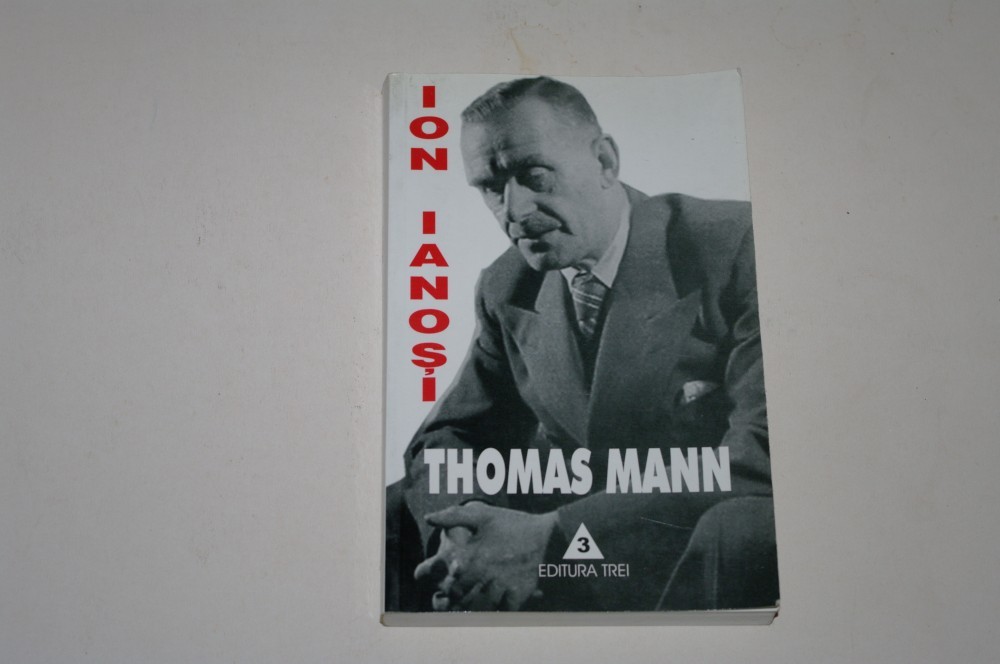 ION IANOȘI
THOMAS MANN
3
EDITURA TREI